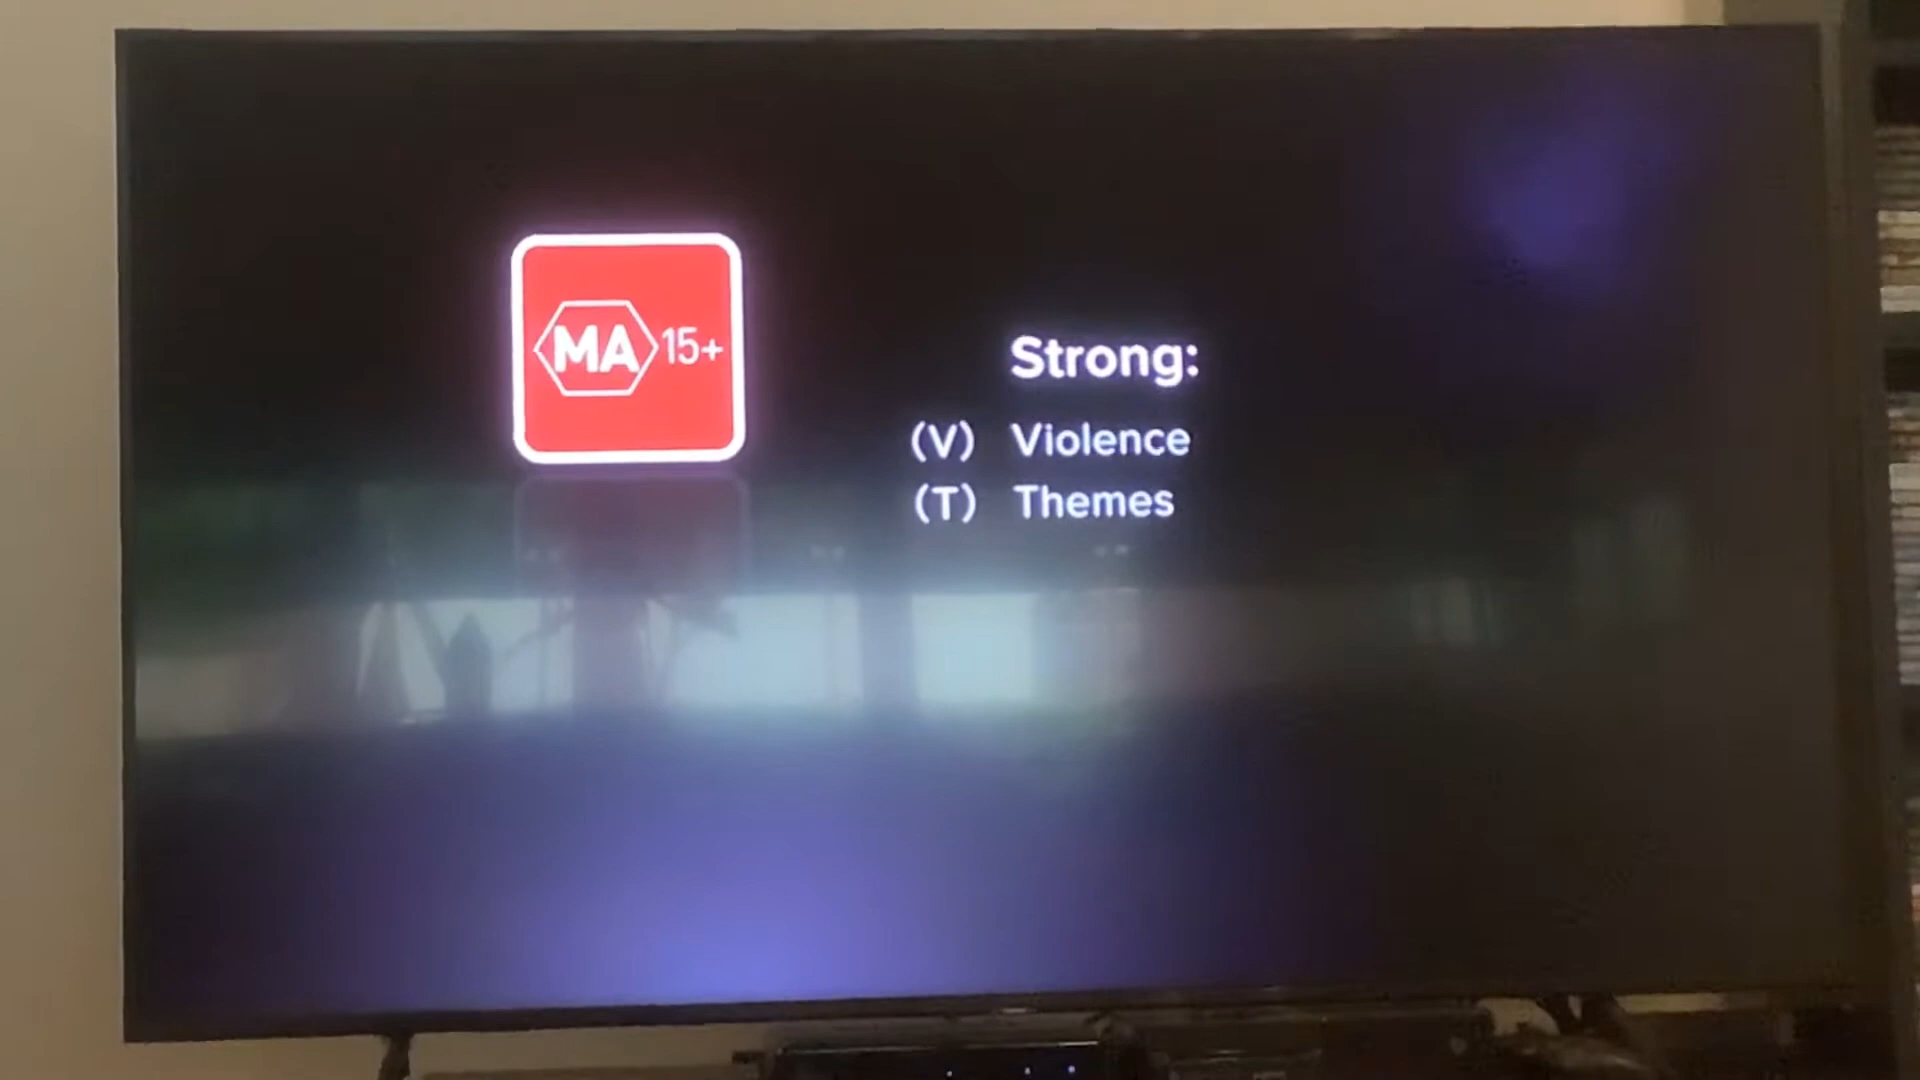 MA 15+
Strong:
(V) Violence
(T) Themes